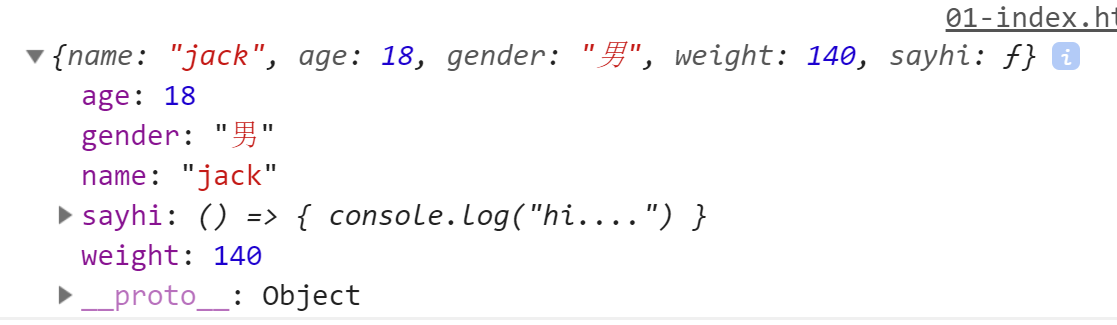 01-index.ht
▼{name: "jack", age: 18, gender: "男", weight: 140, sayhi: ƒ} i
age: 18
gender: "男"
name: "jack"
▶ sayhi: () => { console.log("hi....") }
weight: 140
▶ __proto__: Object